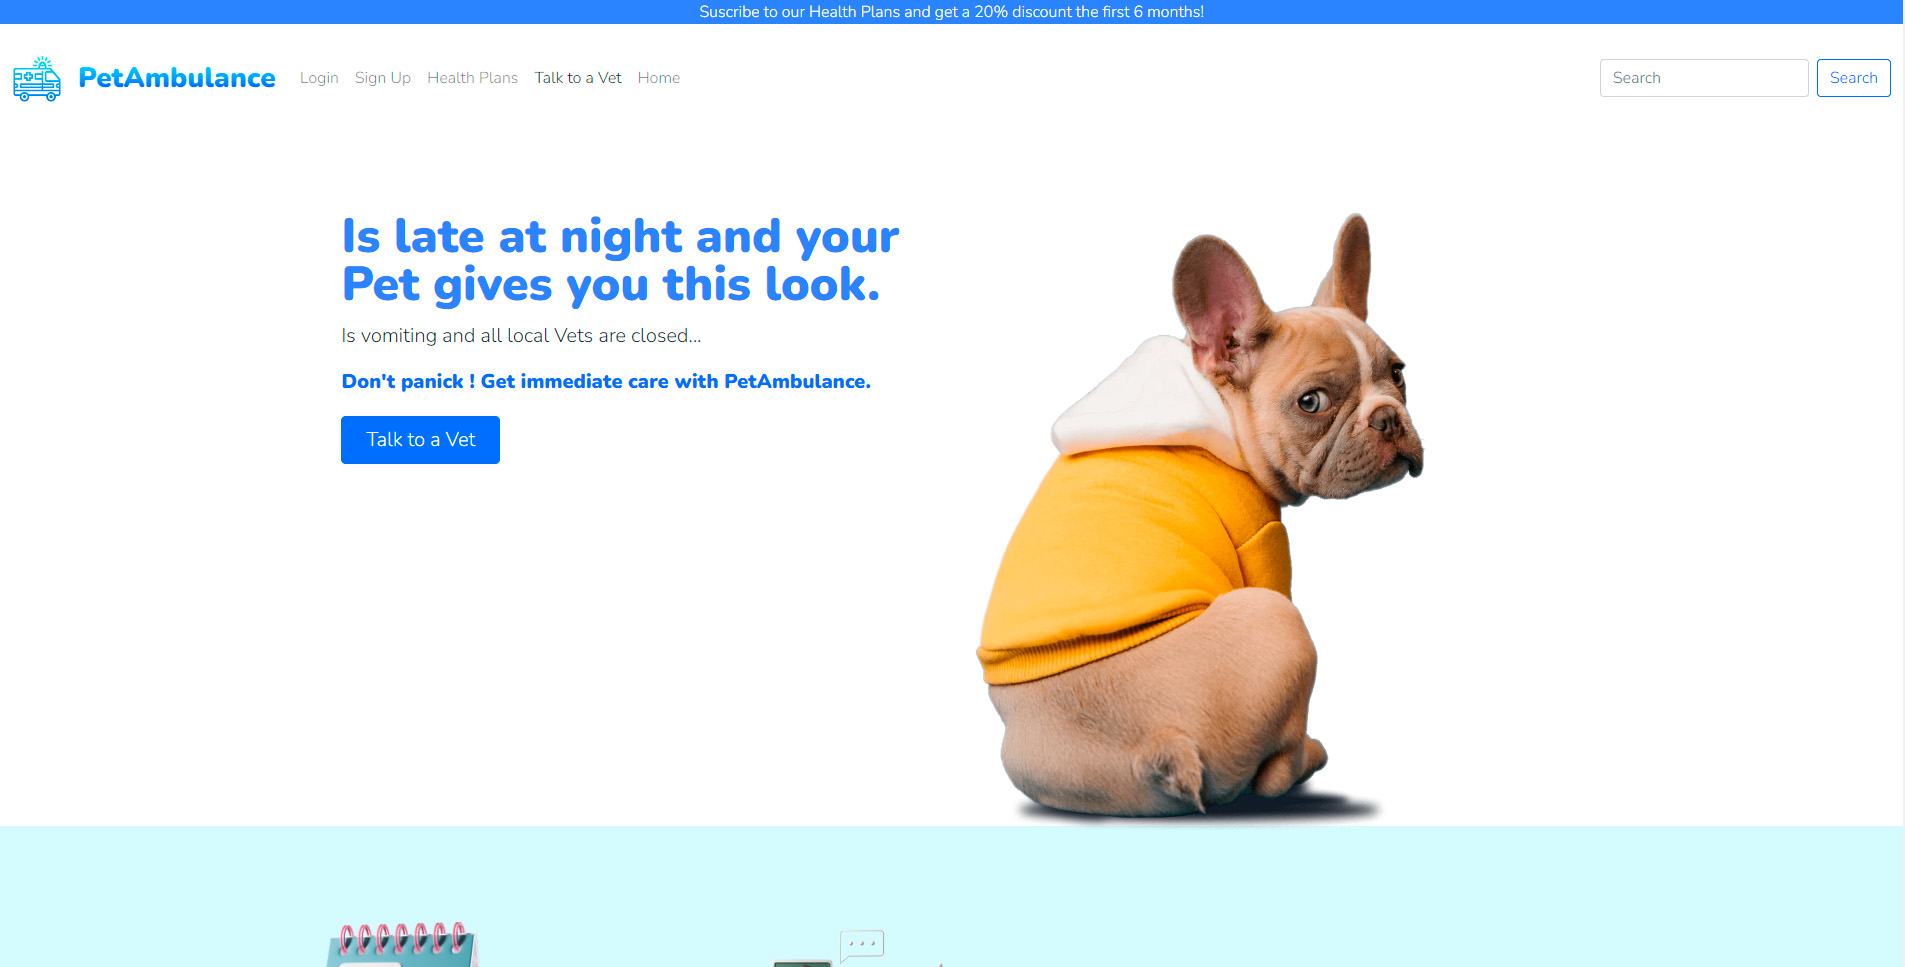 Suscribe to our Health Plans and get a 20% discount the first 6 months!
PetAmbulance
Login
Sign Up
Health Plans
Talk to a Vet
Home
Search
Search
Is late at night and your
Pet gives you this look.
Is vomiting and all local Vets are closed...
Don't panick ! Get immediate care with PetAmbulance.
Talk to a Vet